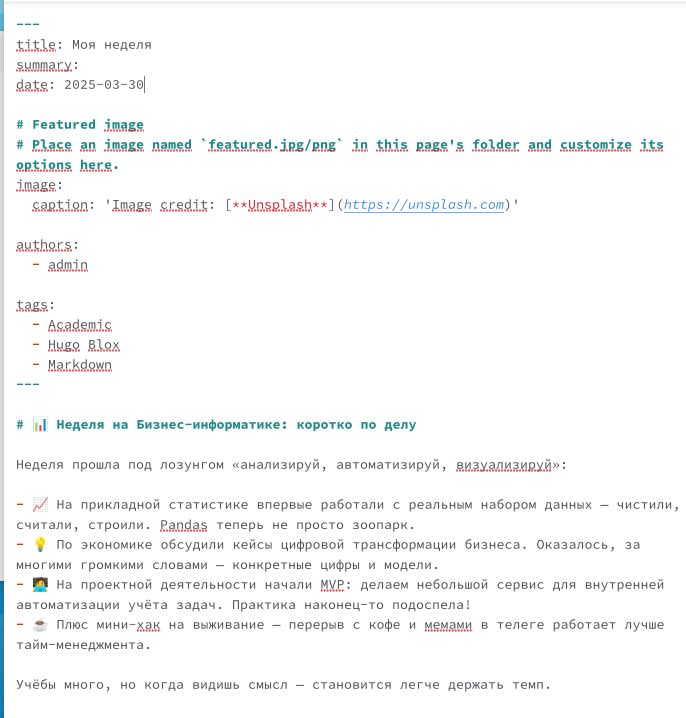 ---
title: Моя неделя
summary:
date: 2025-03-30
# Featured image
# Place an image named `featured.jpg/png` in this page's folder and customize its
options here.
image:
  caption: 'Image credit: [**Unsplash**](https://unsplash.com)'
authors:
  - admin
tags:
  - Academic
  - Hugo Blox
  - Markdown
---
# 📊 Неделя на Бизнес-информатике: коротко по делу
Неделя прошла под лозунгом «анализируй, автоматизируй, визуализируй»:
- 📈 На прикладной статистике впервые работали с реальным набором данных — чистили,
считали, строили. Pandas теперь не просто зоопарк.
- 💡 По экономике обсудили кейсы цифровой трансформации бизнеса. Оказалось, за
многими громкими словами — конкретные цифры и модели.
- 🧑‍💻 На проектной деятельности начали MVP: делаем небольшой сервис для внутренней
автоматизации учёта задач. Практика наконец-то подоспела!
- ☕ Плюс мини-хак на выживание — перерыв с кофе и мемами в телеге работает лучше
тайм-менеджмента.
Учёбы много, но когда видишь смысл — становится легче держать темп.